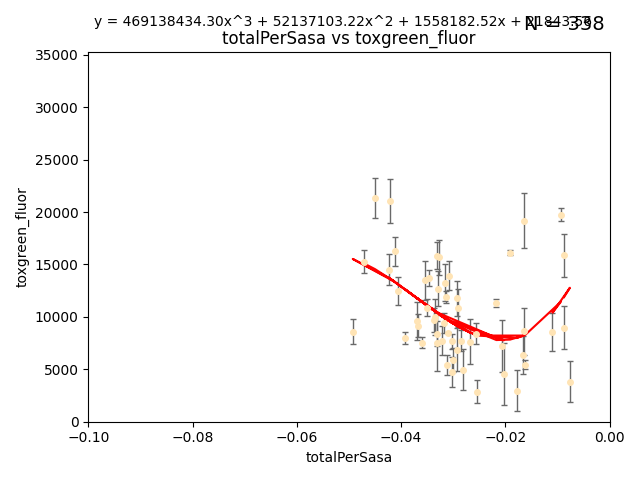 y = 469138434.30x^3 + 52137103.22x^2 + 1558182.52x +
N = 338
totalPerSasa vs toxgreen_fluor
35000
30000
25000
20000
15000
10000
5000
0
toxgreen_fluor
−0.10
−0.08
−0.06
−0.04
−0.02
0.00
totalPerSasa